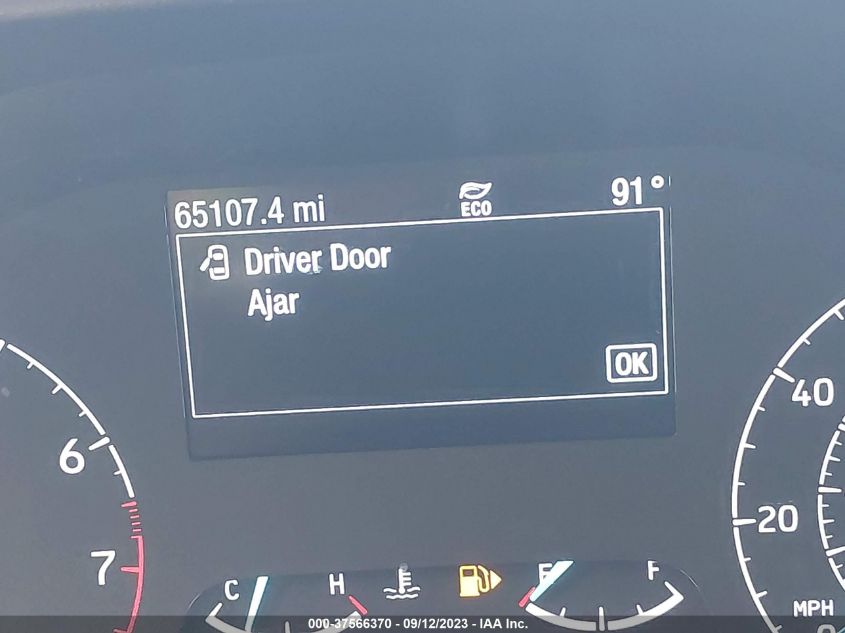 65107.4 mi ECO 91°
Driver Door
Ajar
OK
40
6
20
7
C H E F
MPH
000-37566370 - 09/12/2023 - IAA Inc.